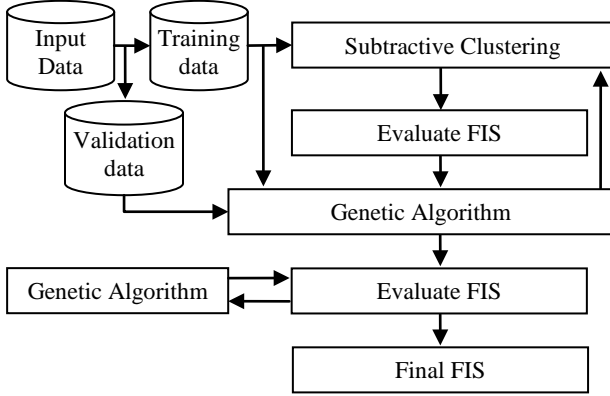 Input
Data
Training
data
Subtractive Clustering
Validation
data
Evaluate FIS
Genetic Algorithm
Genetic Algorithm
Evaluate FIS
Final FIS